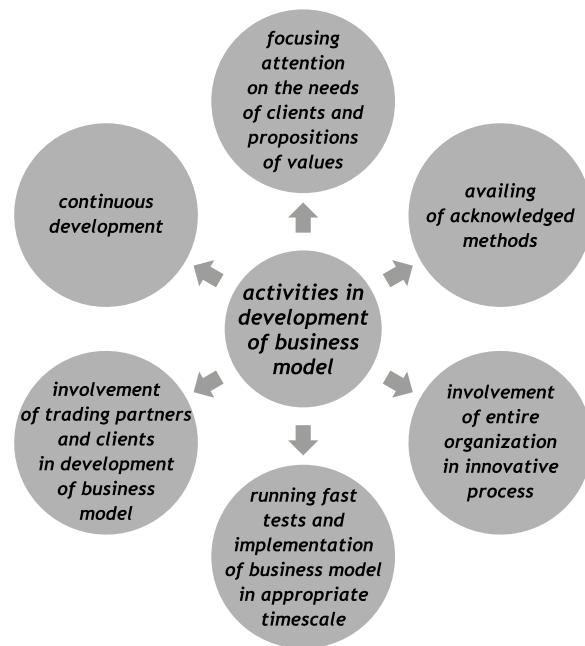 focusing
attention
on the needs
of clients and
propositions
of values
continuous
development
availing
of acknowledged
methods
activities in
development
of business
model
involvement
of trading partners
and clients
in development
of business
model
involvement
of entire
organization
in innovative
process
running fast
tests and
implementation
of business model
in appropriate
timescale